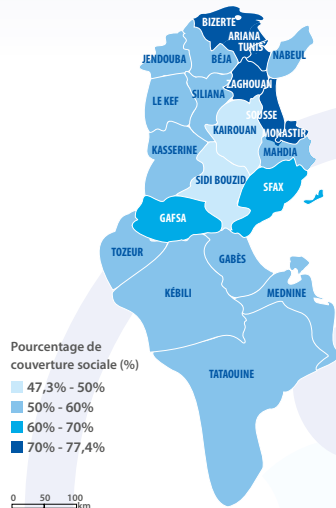 BIZERTE
ARIANA
TUNIS
JENDOUBA
BÉJA
NABEUL
ZAGHOUAN
LE KEF
SILIANA
SOUSSE
KAIROUAN
MONASTIR
KASSERINE
MAHDIA
SIDI BOUZID
SFAX
GAFSA
TOZEUR
GABÈS
KÉBILI
MEDNINE
TATAOUINE
Pourcentage de
couverture sociale (%)
47,3% - 50%
50% - 60%
60% - 70%
70% - 77,4%
0 50 100
km